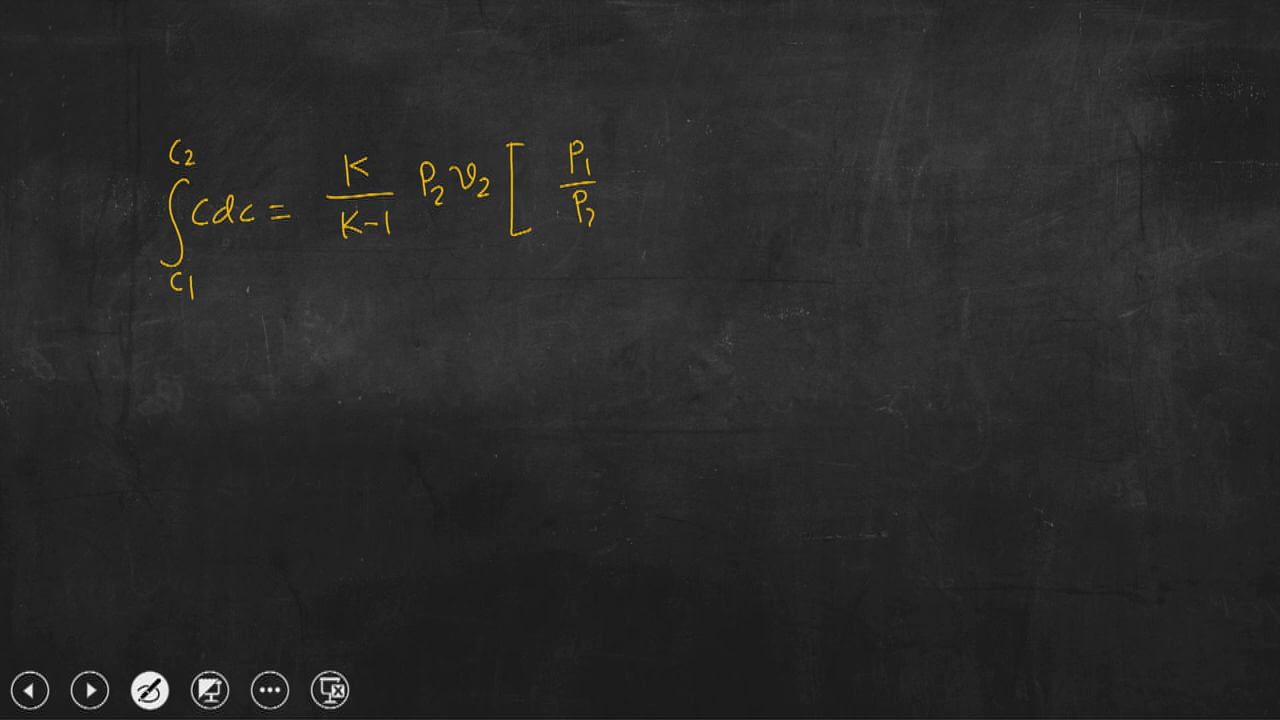 ∫_{C1}^{C2} C dC = K/(K-1) P₂ v₂ [ P₁/P₂